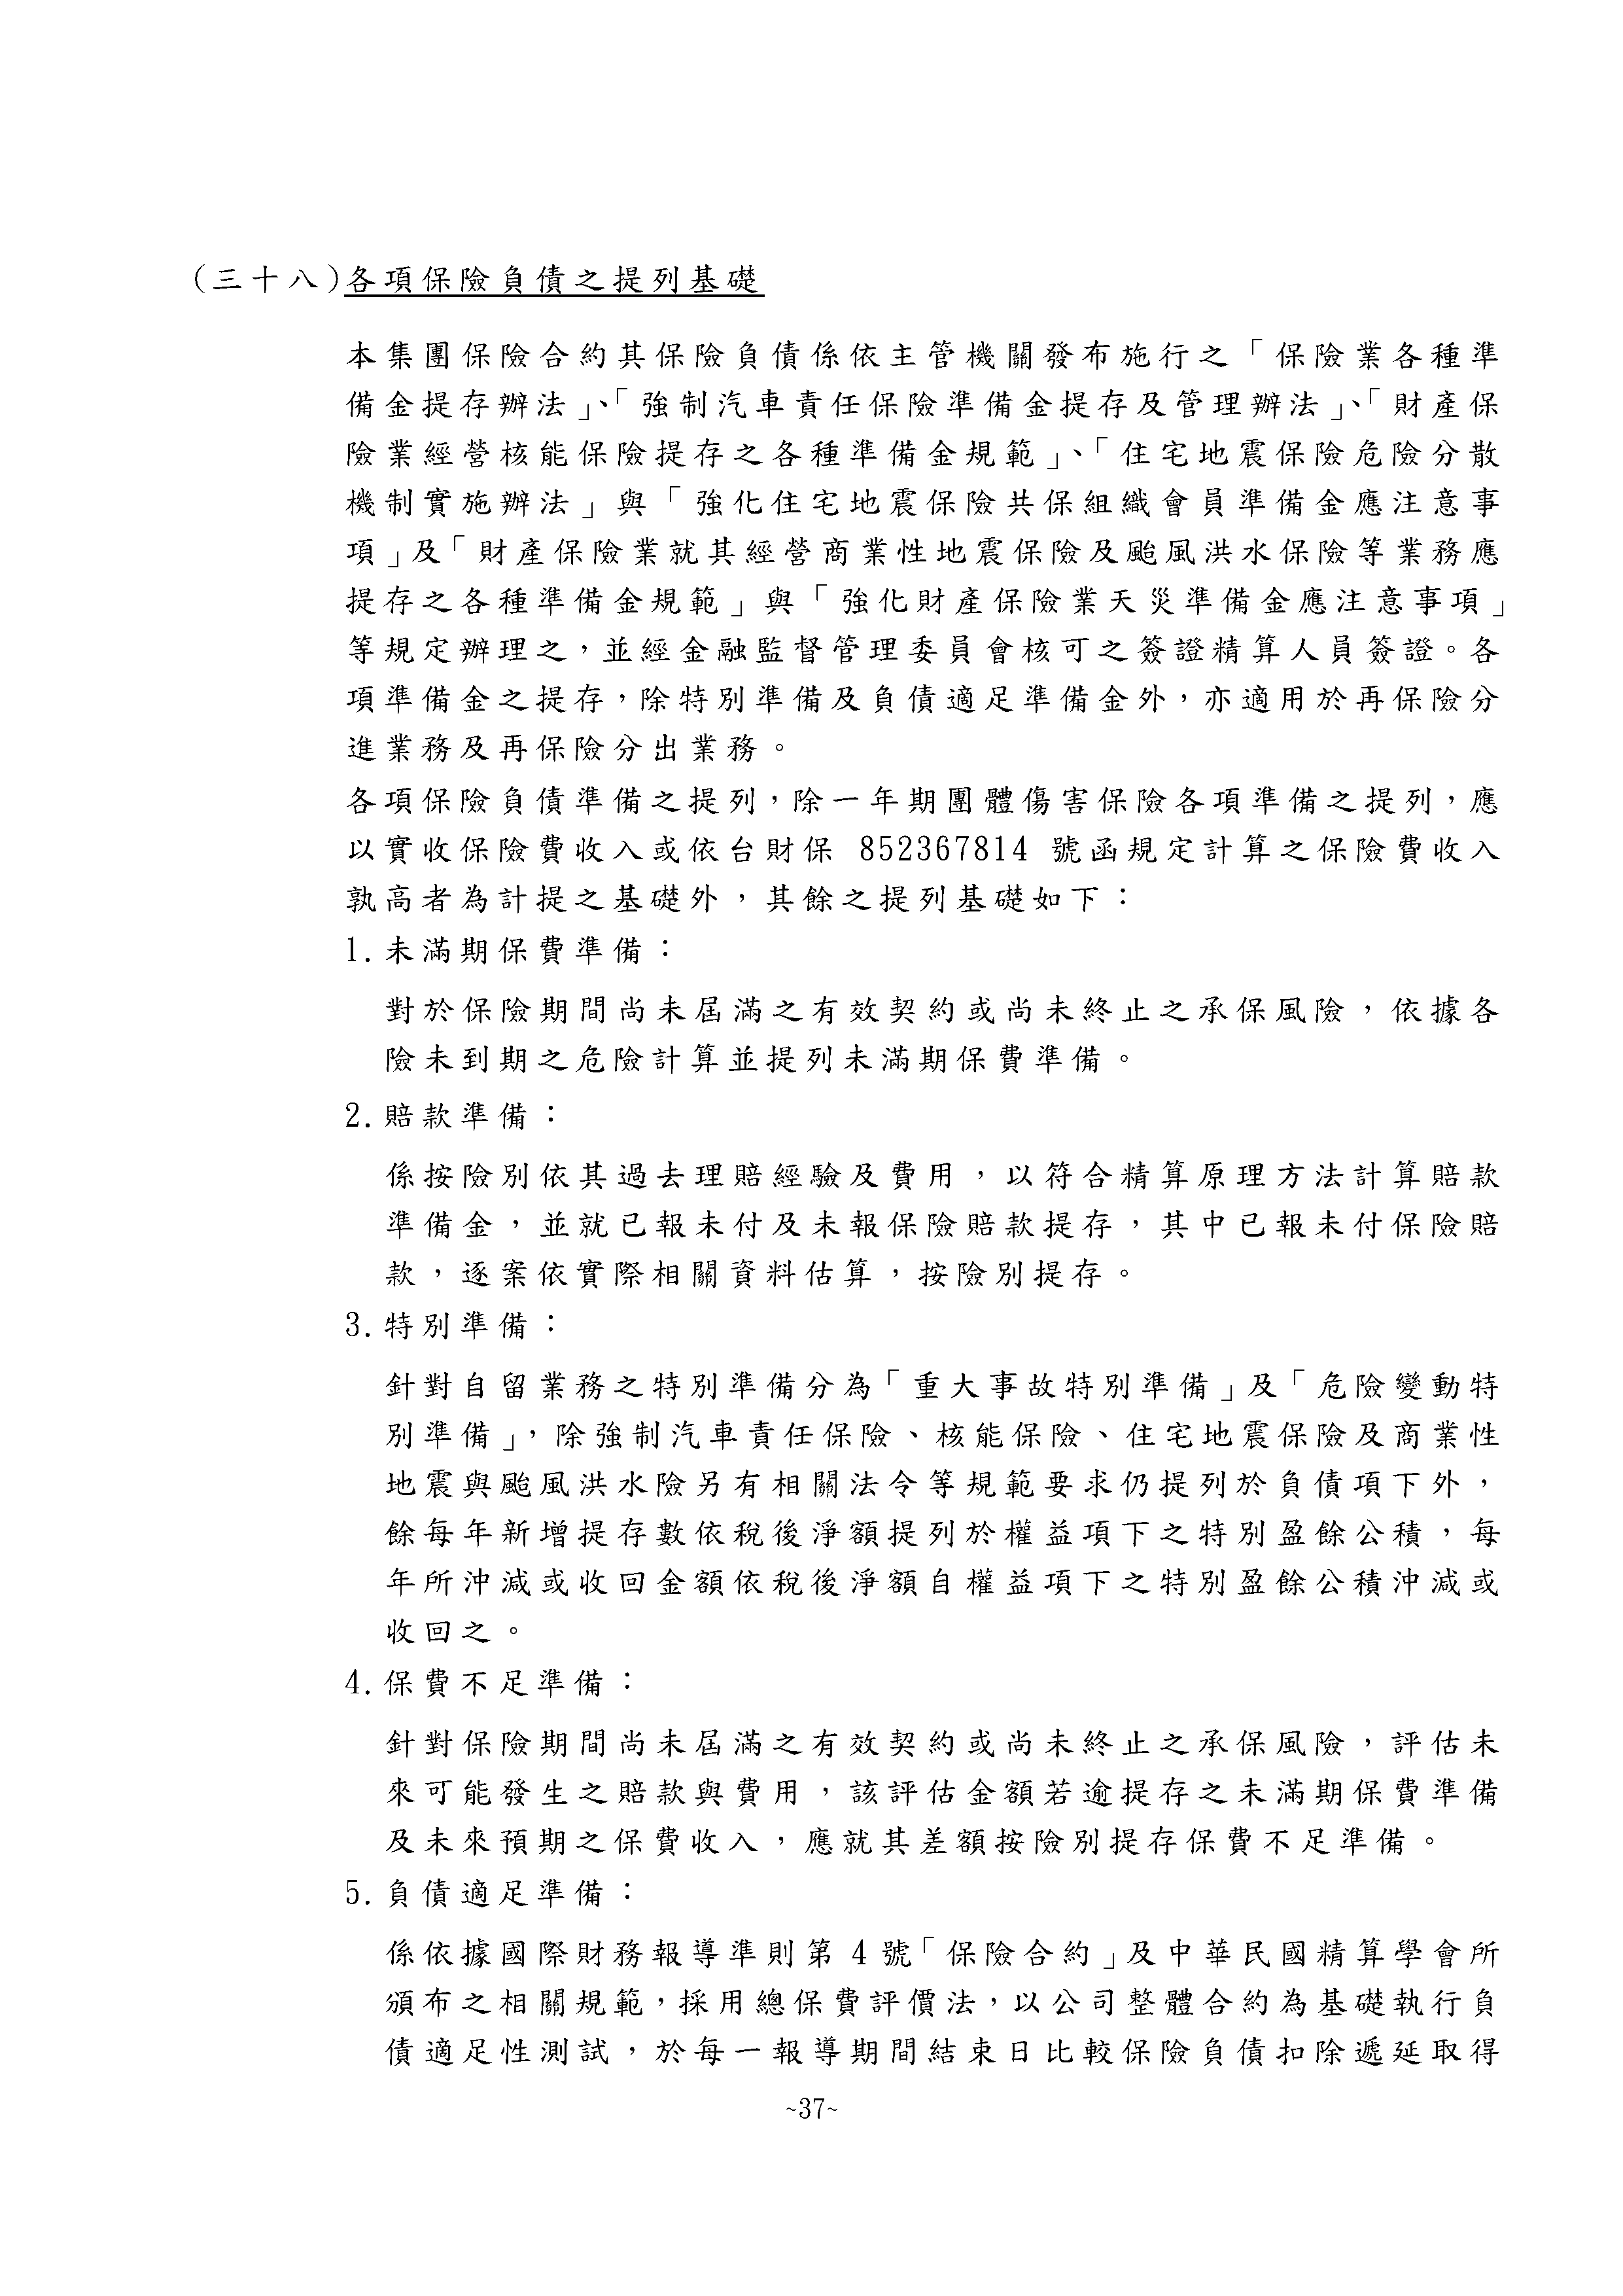 (三十八)各項保險負債之提列基礎
本集團保險合約其保險負債係依主管機關發布施行之「保險業各種準
備金提存辦法」、「強制汽車責任保險準備金提存及管理辦法」、「財產保
險業經營核能保險提存之各種準備金規範」、「住宅地震保險危險分散
機制實施辦法」與「強化住宅地震保險共保組織會員準備金應注意事
項」及「財產保險業就其經營商業性地震保險及颱風洪水保險等業務應
提存之各種準備金規範」與「強化財產保險業天災準備金應注意事項」
等規定辦理之，並經金融監督管理委員會核可之簽證精算人員簽證。各
項準備金之提存，除特別準備及負債適足準備金外，亦適用於再保險分
進業務及再保險分出業務。
各項保險負債準備之提列，除一年期團體傷害保險各項準備之提列，應
以實收保險費收入或依台財保 852367814 號函規定計算之保險費收入
孰高者為計提之基礎外，其餘之提列基礎如下：
1.未滿期保費準備：
對於保險期間尚未屆滿之有效契約或尚未終止之承保風險，依據各
險未到期之危險計算並提列未滿期保費準備。
2.賠款準備：
係按險別依其過去理賠經驗及費用，以符合精算原理方法計算賠款
準備金，並就已報未付及未報保險賠款提存，其中已報未付保險賠
款，逐案依實際相關資料估算，按險別提存。
3.特別準備：
針對自留業務之特別準備分為「重大事故特別準備」及「危險變動特
別準備」，除強制汽車責任保險、核能保險、住宅地震保險及商業性
地震與颱風洪水險另有相關法令等規範要求仍提列於負債項下外，
餘每年新增提存數依稅後淨額提列於權益項下之特別盈餘公積，每
年所沖減或收回金額依稅後淨額自權益項下之特別盈餘公積沖減或
收回之。
4.保費不足準備：
針對保險期間尚未屆滿之有效契約或尚未終止之承保風險，評估未
來可能發生之賠款與費用，該評估金額若逾提存之未滿期保費準備
及未來預期之保費收入，應就其差額按險別提存保費不足準備。
5.負債適足準備：
係依據國際財務報導準則第 4 號「保險合約」及中華民國精算學會所
頒布之相關規範，採用總保費評價法，以公司整體合約為基礎執行負
債適足性測試，於每一報導期間結束日比較保險負債扣除遞延取得
~37~